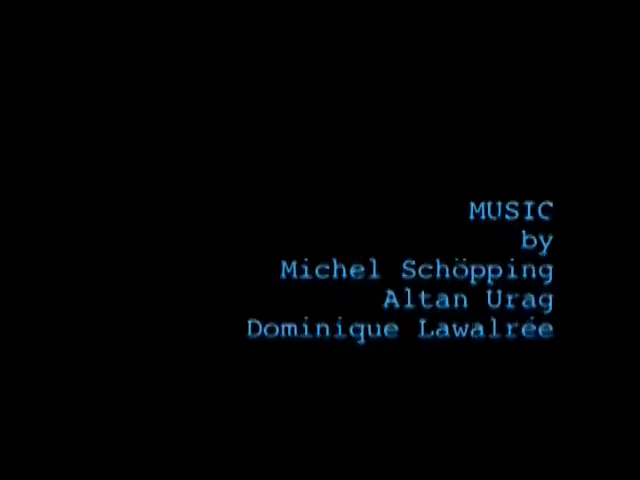 MUSIC
by
Michel Schöpping
Altan Urag
Dominique Lawalrée